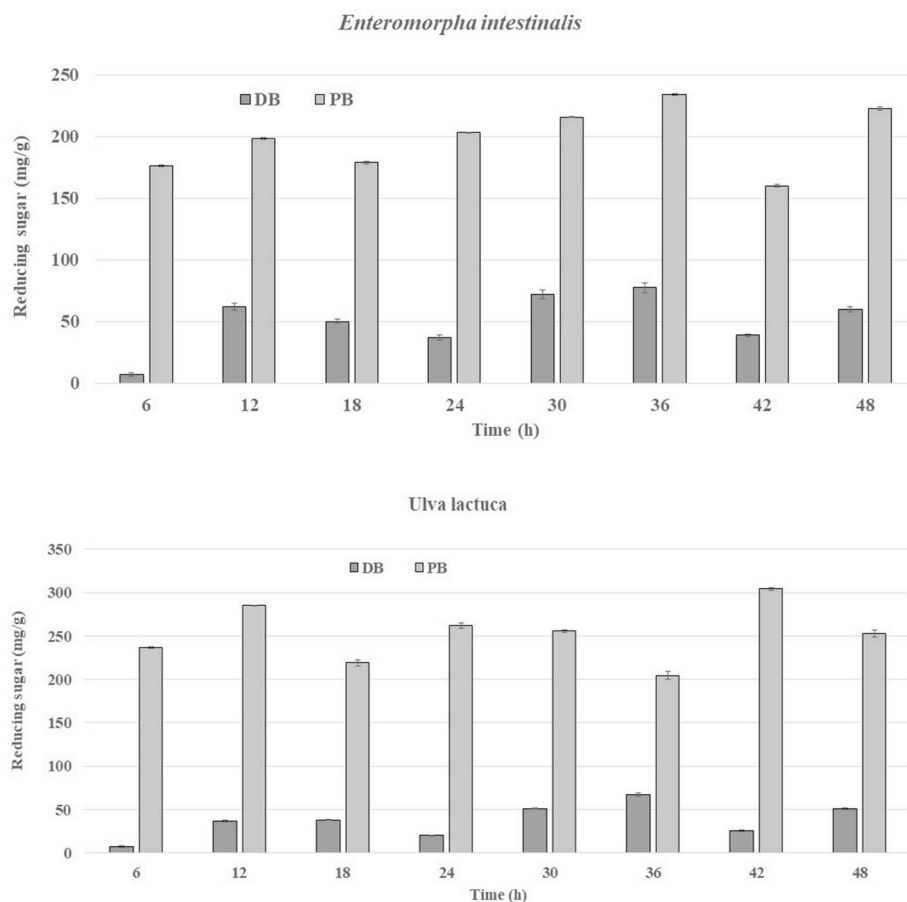 Enteromorpha intestinalis
DB PB
Reducing sugar (mg/g)
250
200
150
100
50
0
6 12 18 24 30 36 42 48
Time (h)
Ulva lactuca
DB PB
Reducing sugar (mg/g)
350
300
250
200
150
100
50
0
6 12 18 24 30 36 42 48
Time (h)